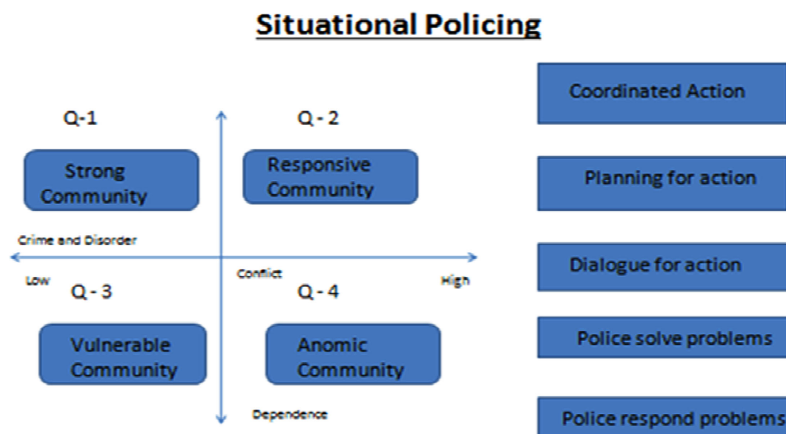 Situational Policing
Q-1
Q - 2
Strong
Community
Responsive
Community
Crime and Disorder
Low
Conflict
High
Q - 3
Q - 4
Vulnerable
Community
Anomic
Community
Dependence
Coordinated Action
Planning for action
Dialogue for action
Police solve problems
Police respond problems